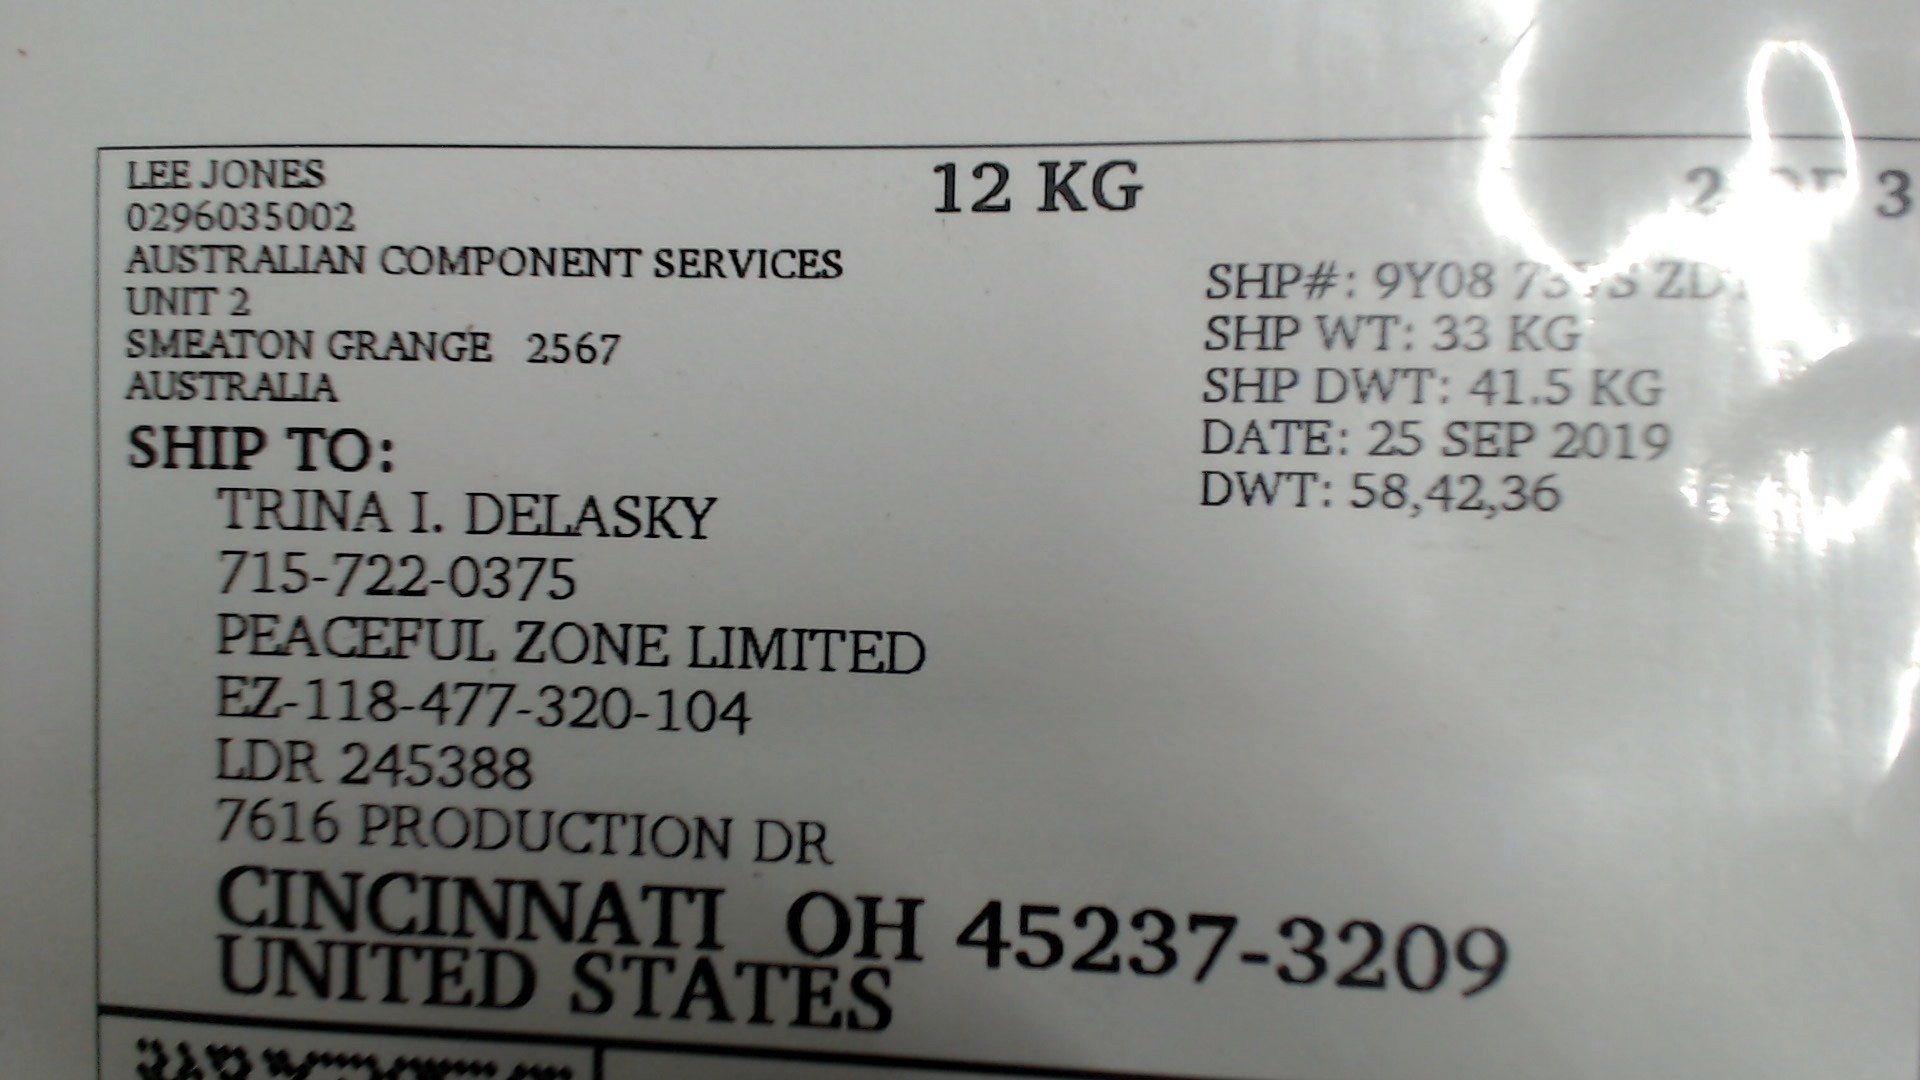 LEE JONES
0296035002
AUSTRALIAN COMPONENT SERVICES
UNIT 2
SMEATON GRANGE 2567
AUSTRALIA
12 KG
2 OF 3
SHP#: 9Y08
SHP WT: 33 KG
SHP DWT: 41.5 KG
DATE: 25 SEP 2019
DWT: 58,42,36
SHIP TO:
TRINA I. DELASKY
715-722-0375
PEACEFUL ZONE LIMITED
EZ-118-477-320-104
LDR 245388
7616 PRODUCTION DR
CINCINNATI OH 45237-3209
UNITED STATES